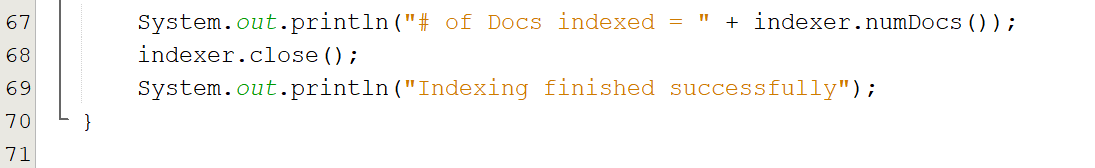 67 System.out.println("# of Docs indexed = " + indexer.numDocs());
68 indexer.close();
69 System.out.println("Indexing finished successfully");
70 }
71